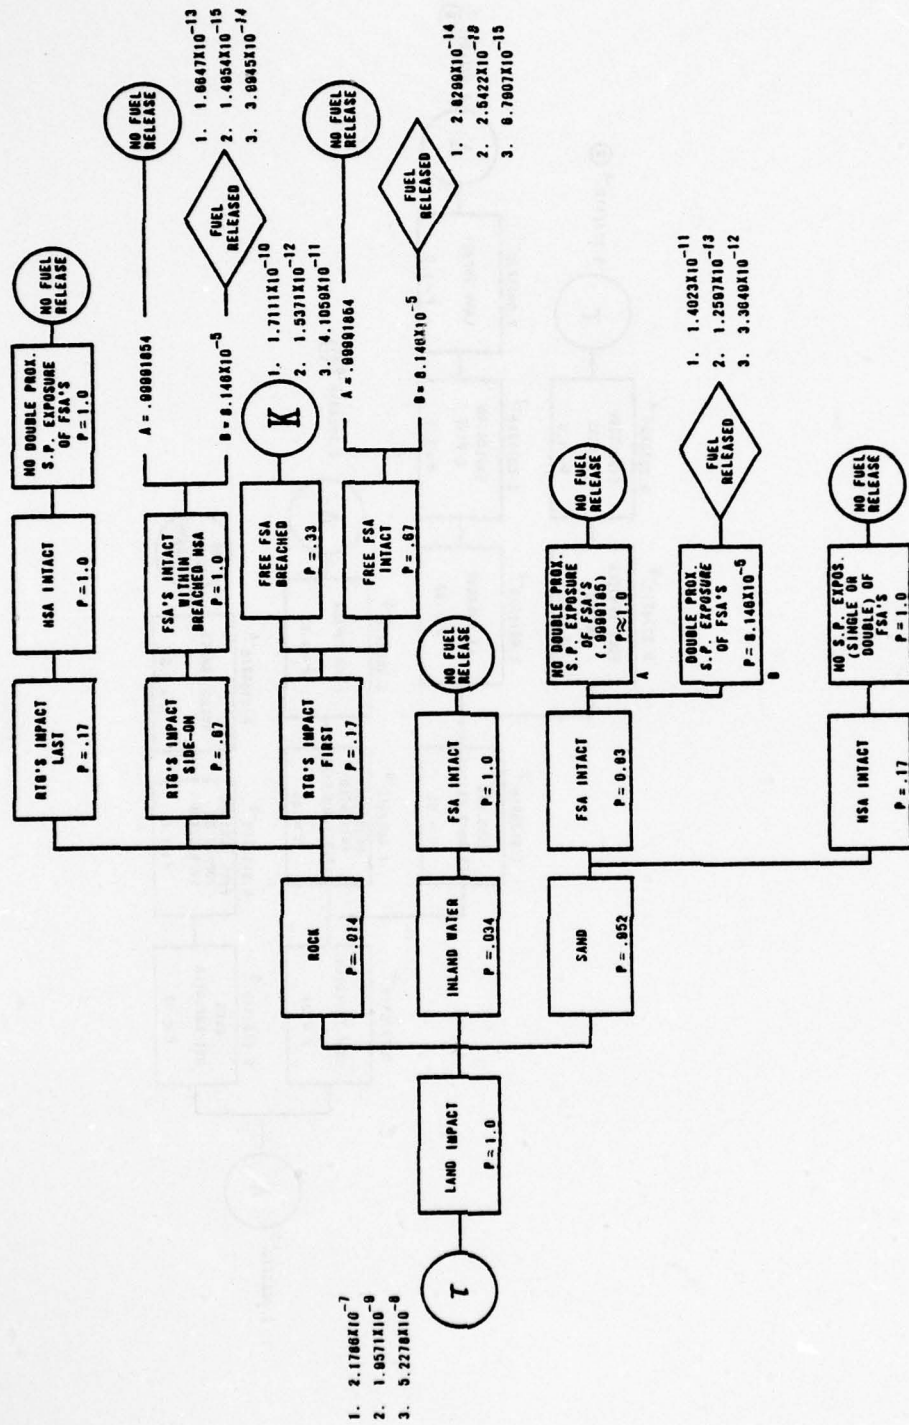 1. 2.1786X10-7
2. 1.9571X10-9
3. 5.2278X10-8
LAND IMPACT
P=1.0
ROCK
P=.014
INLAND WATER
P=.034
SAND
P=.952
RTG'S IMPACT
LAST
P=.17
RTG'S IMPACT
SIDE-ON
P=.67
RTG'S IMPACT
FIRST
P=.17
FSA INTACT
P=1.0
FSA INTACT
P=0.83
HSA INTACT
P=.17
HSA INTACT
P=1.0
FSA'S INTACT
WITHIN
BREACHED HSA
P=1.0
FREE FSA
BREACHED
P=.33
FREE FSA
INTACT
P=.67
NO FUEL
RELEASE
NO DOUBLE PROX.
S.P. EXPOSURE
OF FSA'S
(.9999185)
P≈1.0
A
DOUBLE PROX.
S.P. EXPOSURE
OF FSA'S
P=8.146X10-5
B
NO S.P. EXPOS.
(SINGLE OR
DOUBLE) OF
FSA'S
P=1.0
NO DOUBLE PROX.
S.P. EXPOSURE
OF FSA'S
P=1.0
NO FUEL
RELEASE
A=.99991854
NO FUEL
RELEASE
B=8.146X10-5
FUEL
RELEASED
1. 1.6647X10-13
2. 1.4954X10-15
3. 3.9945X10-14
K
1. 1.7111X10-10
2. 1.5371X10-12
3. 4.1059X10-11
A=.99991854
NO FUEL
RELEASE
B=8.146X10-5
FUEL
RELEASED
1. 2.8299X10-14
2. 2.5422X10-16
3. 6.7907X10-15
NO FUEL
RELEASE
FUEL
RELEASED
1. 1.4023X10-11
2. 1.2597X10-13
3. 3.3649X10-12
NO FUEL
RELEASE